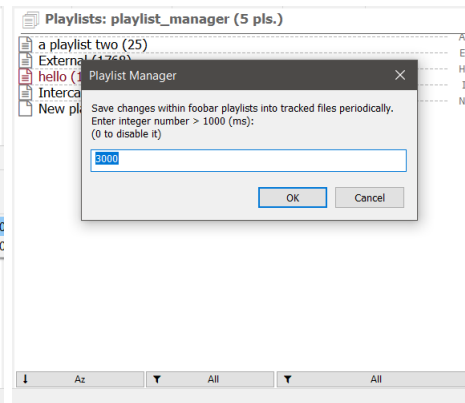 Playlists: playlist_manager (5 pls.)
a playlist two (25)
A
External (1768)
E
hello (1
H
Interca
I
New pla
N
Playlist Manager
Save changes within foobar playlists into tracked files periodically.
Enter integer number > 1000 (ms):
(0 to disable it)
3000
OK
Cancel
Az
All
All